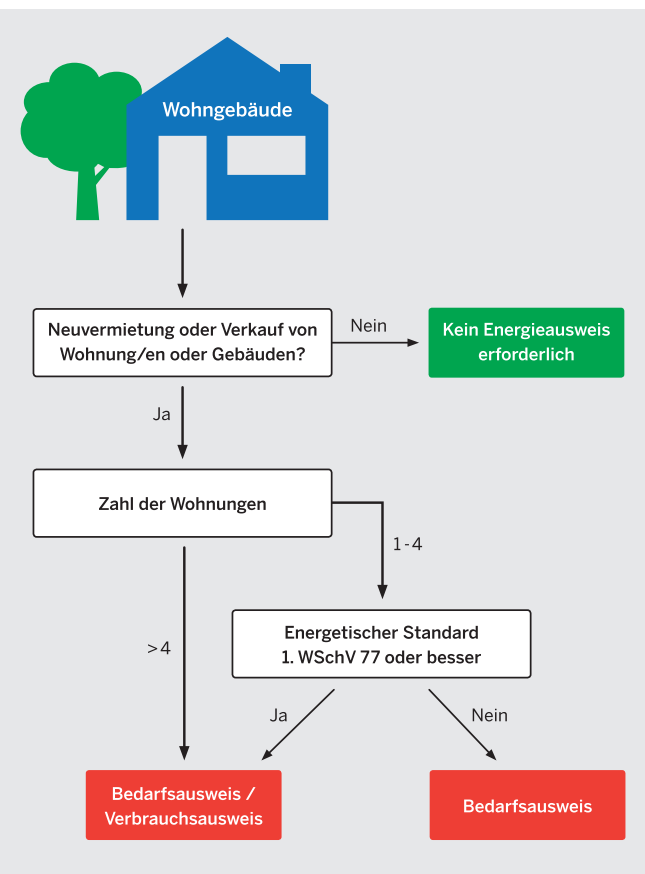 Wohngebäude
Neuvermietung oder Verkauf von
Wohnung/en oder Gebäuden?
Nein
Kein Energieausweis
erforderlich
Ja
Zahl der Wohnungen
1 - 4
>4
Energetischer Standard
1. WSchV 77 oder besser
Ja
Nein
Bedarfsausweis /
Verbrauchsausweis
Bedarfsausweis